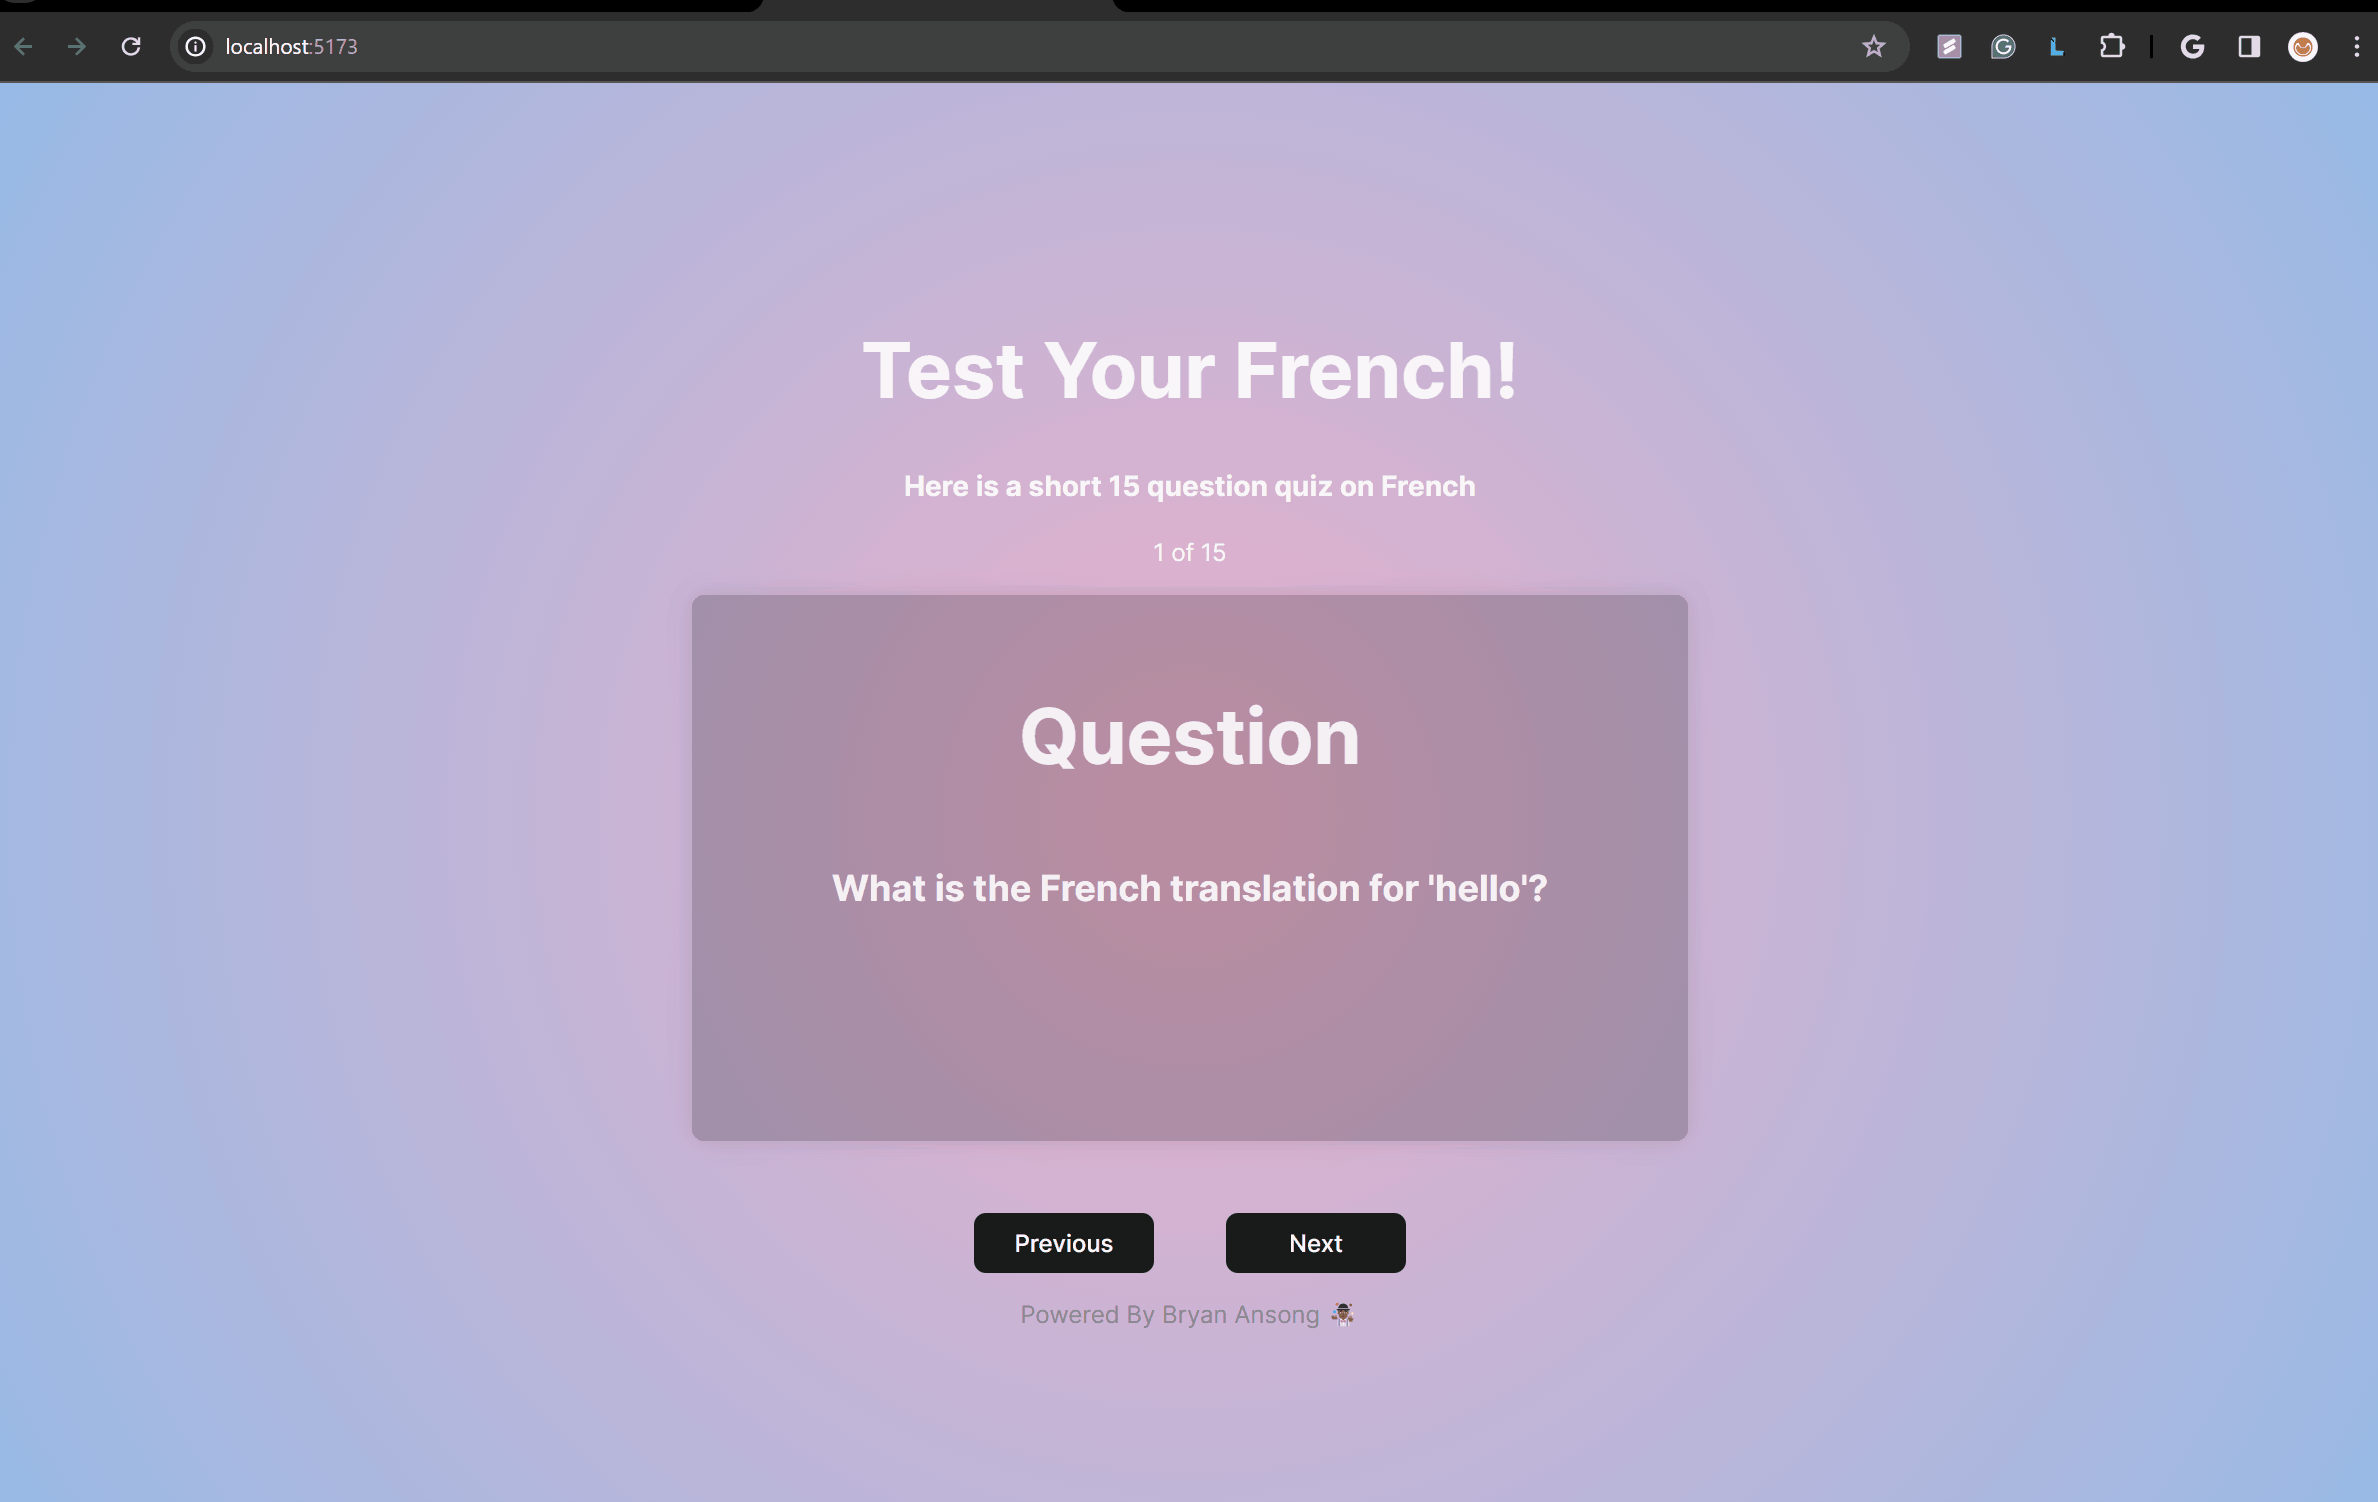 localhost:5173
Test Your French!
Here is a short 15 question quiz on French
1 of 15
Question
What is the French translation for 'hello'?
Previous Next
Powered By Bryan Ansong